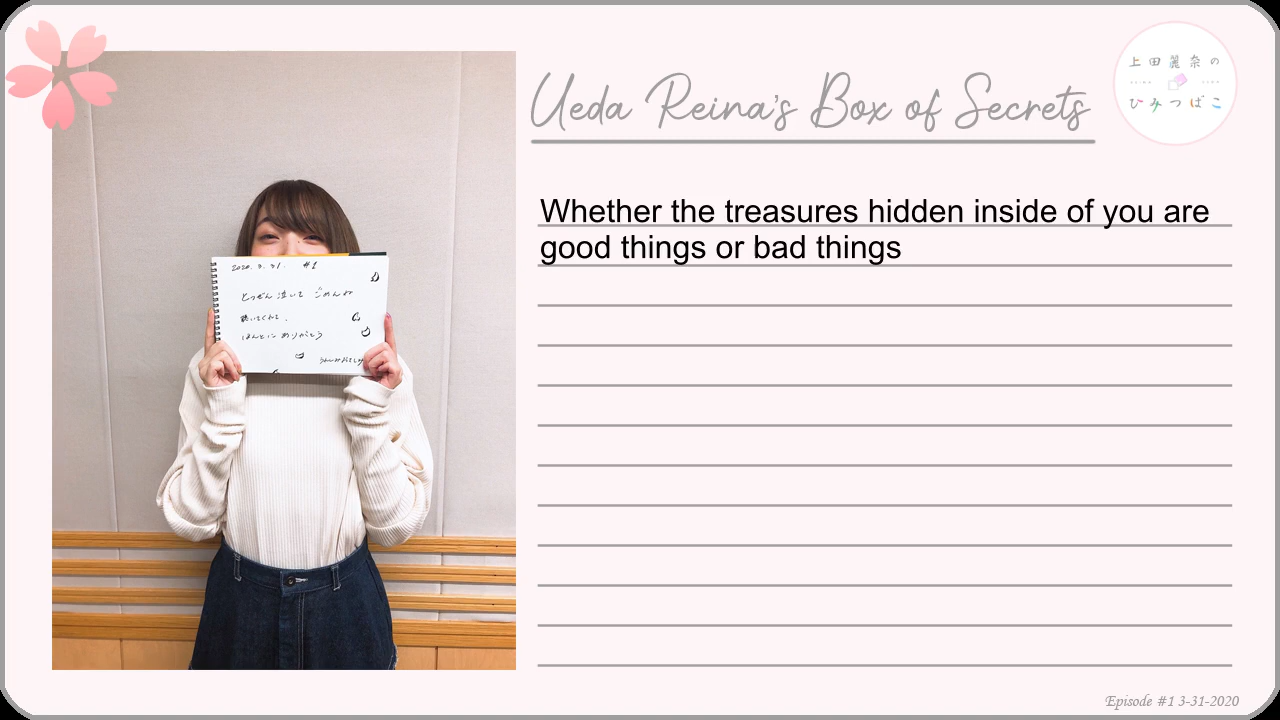 Ueda Reina's Box of Secrets
上田麗奈の
ひみつばこ
Whether the treasures hidden inside of you are
good things or bad things
2020. 3. 31. #1
とつぜん泣いて ごめんね
聴いてくれて、
ほんとにありがとう
Episode #1 3-31-2020